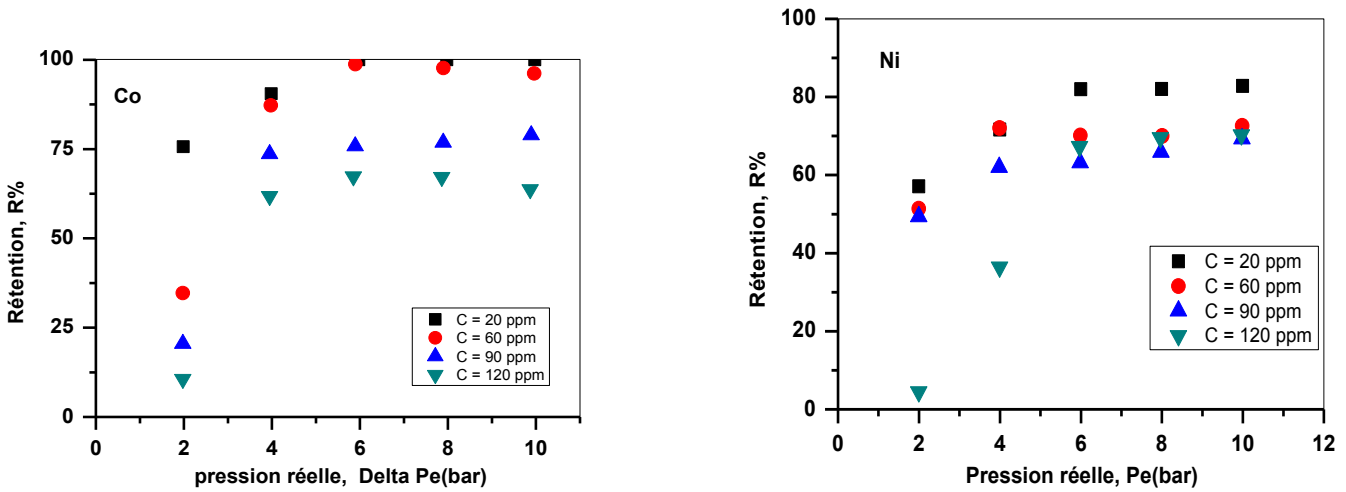 Co
100
75
50
25
0
Rétention, R%
C = 20 ppm
C = 60 ppm
C = 90 ppm
C = 120 ppm
0 2 4 6 8 10
pression réelle, Delta Pe(bar)
Ni
100
80
60
40
20
0
Rétention, R%
C = 20 ppm
C = 60 ppm
C = 90 ppm
C = 120 ppm
0 2 4 6 8 10 12
Pression réelle, Pe(bar)